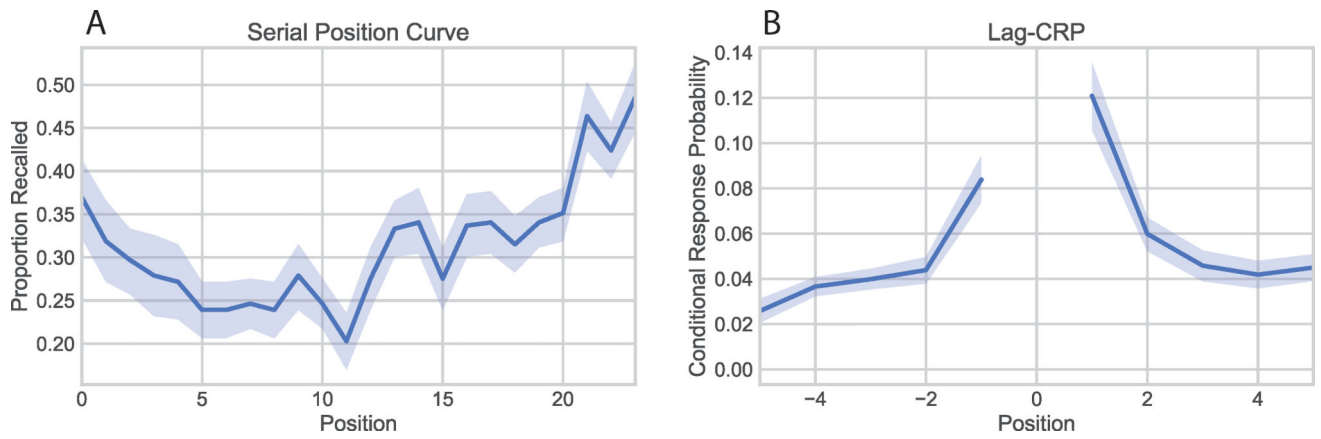 A
Serial Position Curve
Proportion Recalled
0.50
0.45
0.40
0.35
0.30
0.25
0.20
0 5 10 15 20
Position
B
Lag-CRP
Conditional Response Probability
0.14
0.12
0.10
0.08
0.06
0.04
0.02
0.00
−4 −2 0 2 4
Position